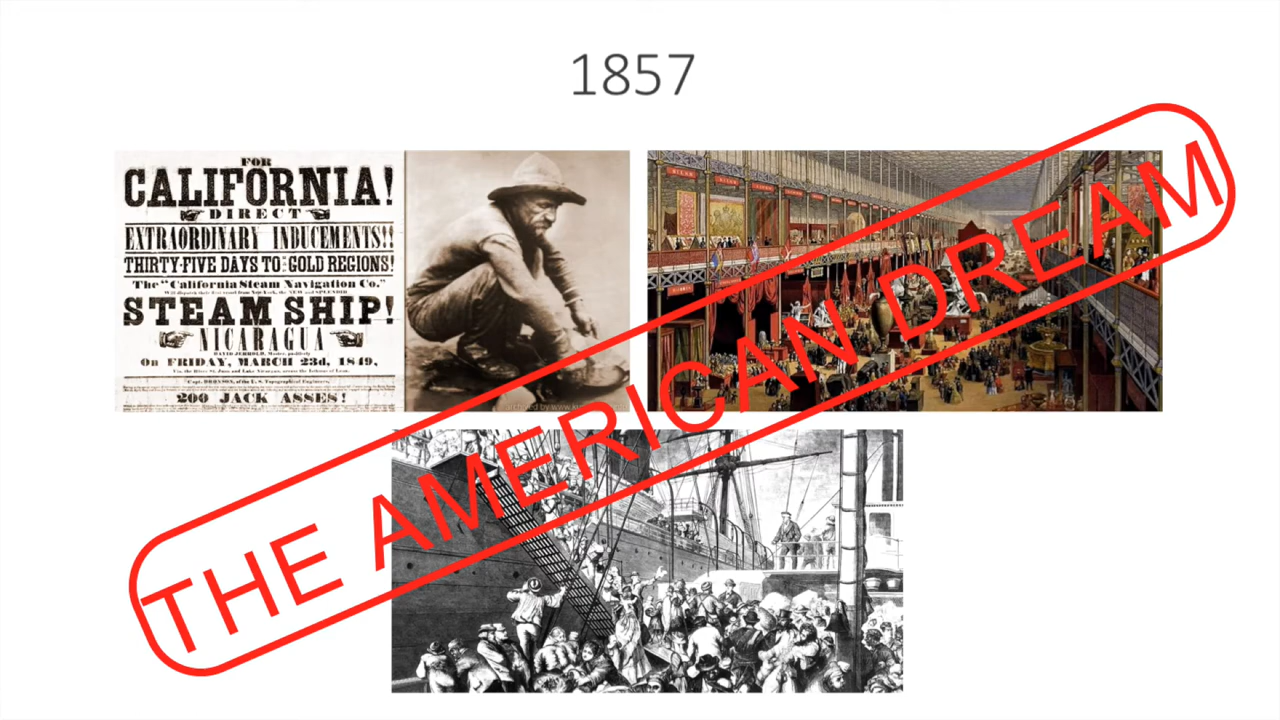 1857
FOR
CALIFORNIA!
DIRECT
EXTRAORDINARY INDUCEMENTS!!
THIRTY-FIVE DAYS TO GOLD REGIONS!
The "California Steam Navigation Co."
STEAM SHIP!
NICARAGUA
On FRIDAY, MARCH 23d, 1849,
200 JACK ASSES!
THE AMERICAN DREAM